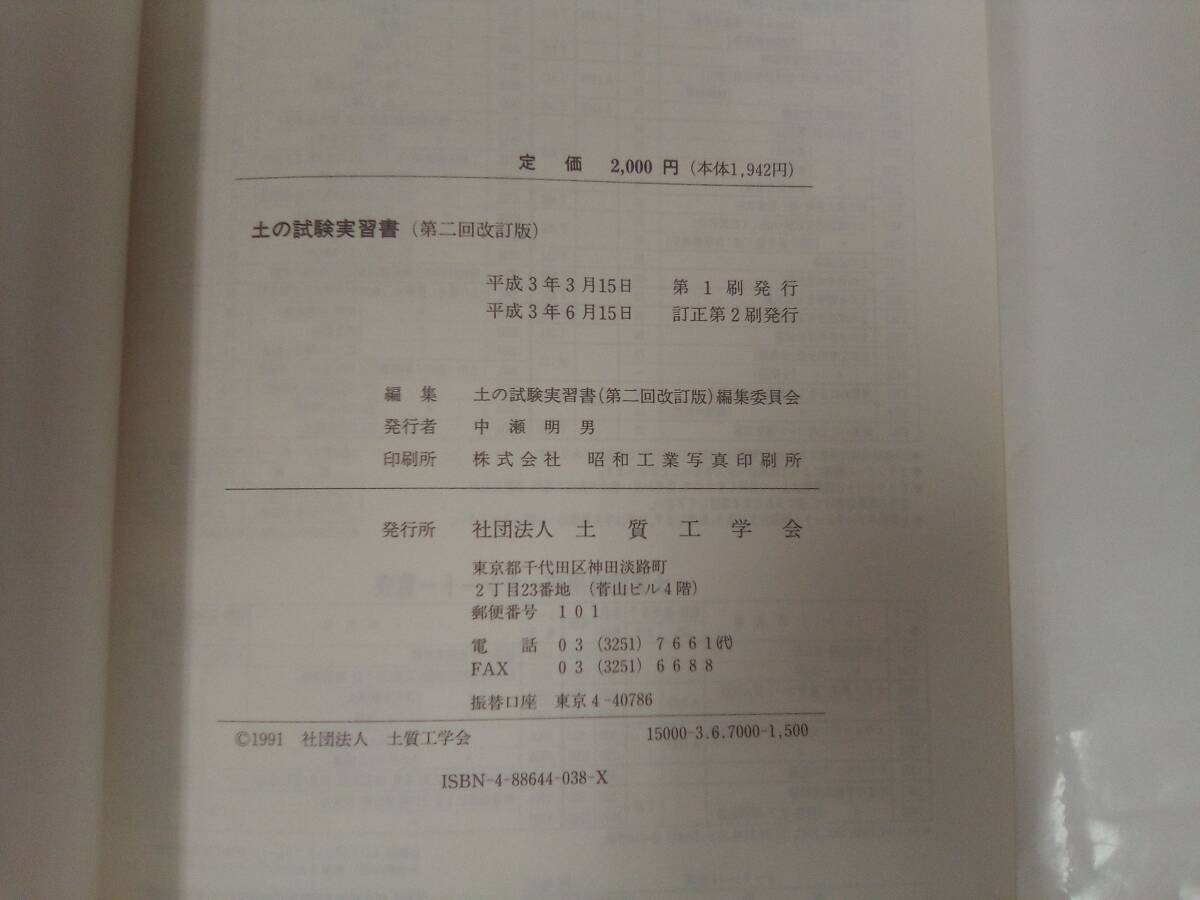 定　価　2,000 円（本体1,942円）
土の試験実習書（第二回改訂版）
平成３年３月15日　第１刷発行
平成３年６月15日　訂正第２刷発行
編　集　土の試験実習書（第二回改訂版）編集委員会
発行者　中瀬明男
印刷所　株式会社　昭和工業写真印刷所
発行所　社団法人　土質工学会
東京都千代田区神田淡路町
２丁目23番地　（菅山ビル４階）
郵便番号　１０１
電　話　０３（3251）７６６１㈹
FAX　０３（3251）６６８８
振替口座　東京４-40786
©1991　社団法人　土質工学会　15000-3.6.7000-1,500
ISBN-4-88644-038-X